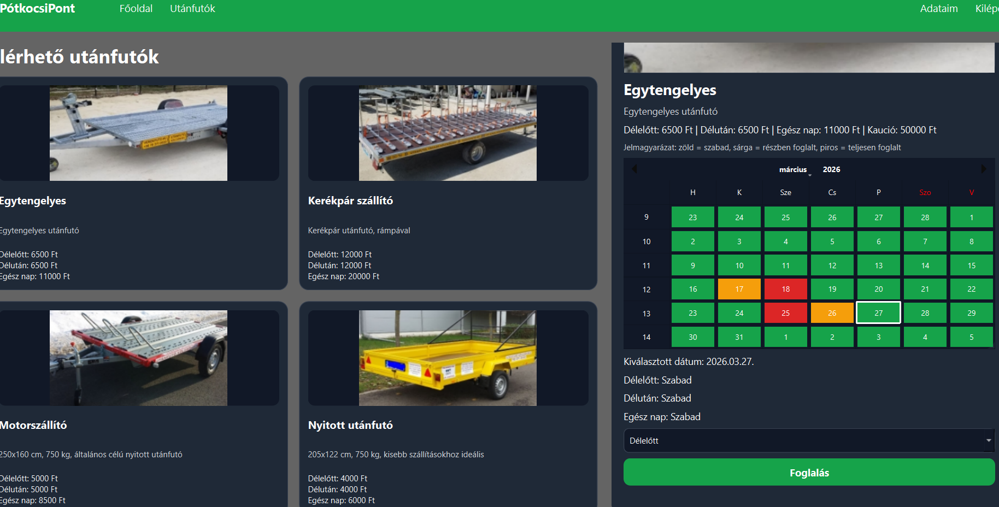 PótkocsiPont
Főoldal
Utánfutók
Adataim
Kilép
lérhető utánfutók
Egytengelyes
Egytengelyes utánfutó
Délelőtt: 6500 Ft
Délután: 6500 Ft
Egész nap: 11000 Ft
Kerékpár szállító
Kerékpár utánfutó, rámpával
Délelőtt: 12000 Ft
Délután: 12000 Ft
Egész nap: 20000 Ft
Motorszállító
250x160 cm, 750 kg, általános célú nyitott utánfutó
Délelőtt: 5000 Ft
Délután: 5000 Ft
Egész nap: 8500 Ft
Nyitott utánfutó
205x122 cm, 750 kg, kisebb szállításokhoz ideális
Délelőtt: 4000 Ft
Délután: 4000 Ft
Egész nap: 6000 Ft
Egytengelyes
Egytengelyes utánfutó
Délelőtt: 6500 Ft | Délután: 6500 Ft | Egész nap: 11000 Ft | Kaució: 50000 Ft
Jelmagyarázat: zöld = szabad, sárga = részben foglalt, piros = teljesen foglalt
március 2026
H K Sze Cs P Szo V
9 23 24 25 26 27 28 1
10 2 3 4 5 6 7 8
11 9 10 11 12 13 14 15
12 16 17 18 19 20 21 22
13 23 24 25 26 27 28 29
14 30 31 1 2 3 4 5
Kiválasztott dátum: 2026.03.27.
Délelőtt: Szabad
Délután: Szabad
Egész nap: Szabad
Délelőtt
Foglalás